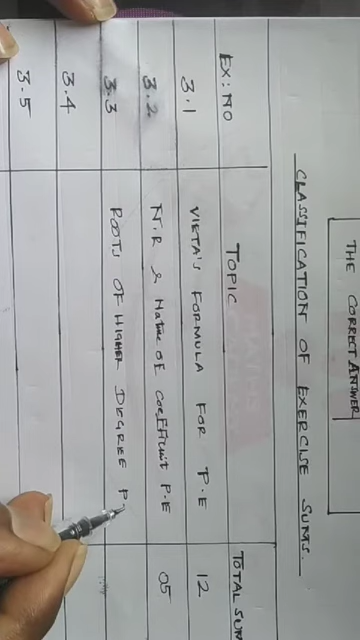 THE CORRECT ANSWER
CLASSIFICATION OF EXERCISE SUMS.
EX: NO TOPIC TOTAL SUM
3.1 VIETA'S FORMULA FOR P.E 12
3.2 N.R & Nature of Coefficient P.E 05
3.3 ROOTS OF HIGHER DEGREE P
3.4
3.5